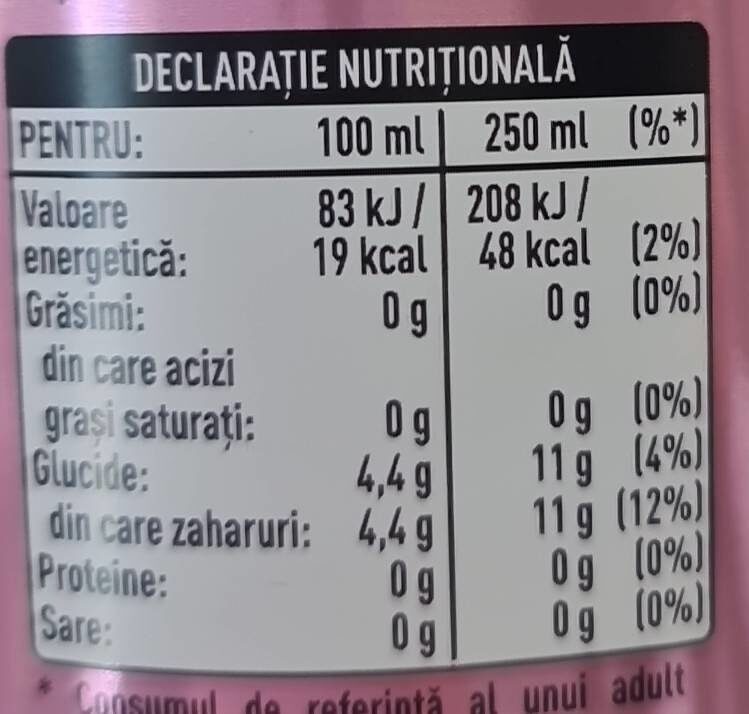 DECLARAȚIE NUTRIȚIONALĂ
PENTRU: 100 ml 250 ml (%*)
Valoare 83 kJ / 208 kJ /
energetică: 19 kcal 48 kcal (2%)
Grăsimi: 0 g 0 g (0%)
din care acizi
grași saturați: 0 g 0 g (0%)
Glucide: 4,4 g 11 g (4%)
din care zaharuri: 4,4 g 11 g (12%)
Proteine: 0 g 0 g (0%)
Sare: 0 g 0 g (0%)
* Consumul de referință al unui adult